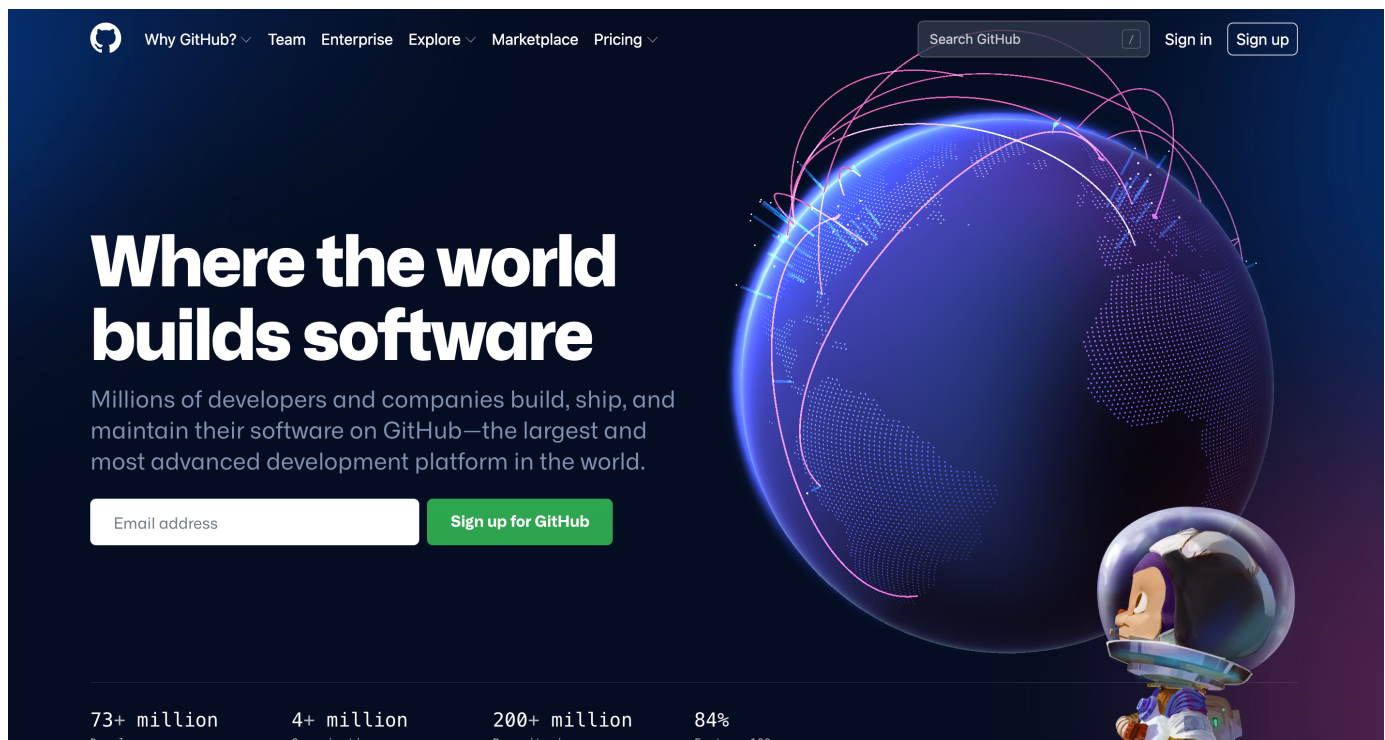 Why GitHub? Team Enterprise Explore Marketplace Pricing Search GitHub / Sign in Sign up
Where the world
builds software
Millions of developers and companies build, ship, and
maintain their software on GitHub—the largest and
most advanced development platform in the world.
Email address Sign up for GitHub
73+ million 4+ million 200+ million 84%